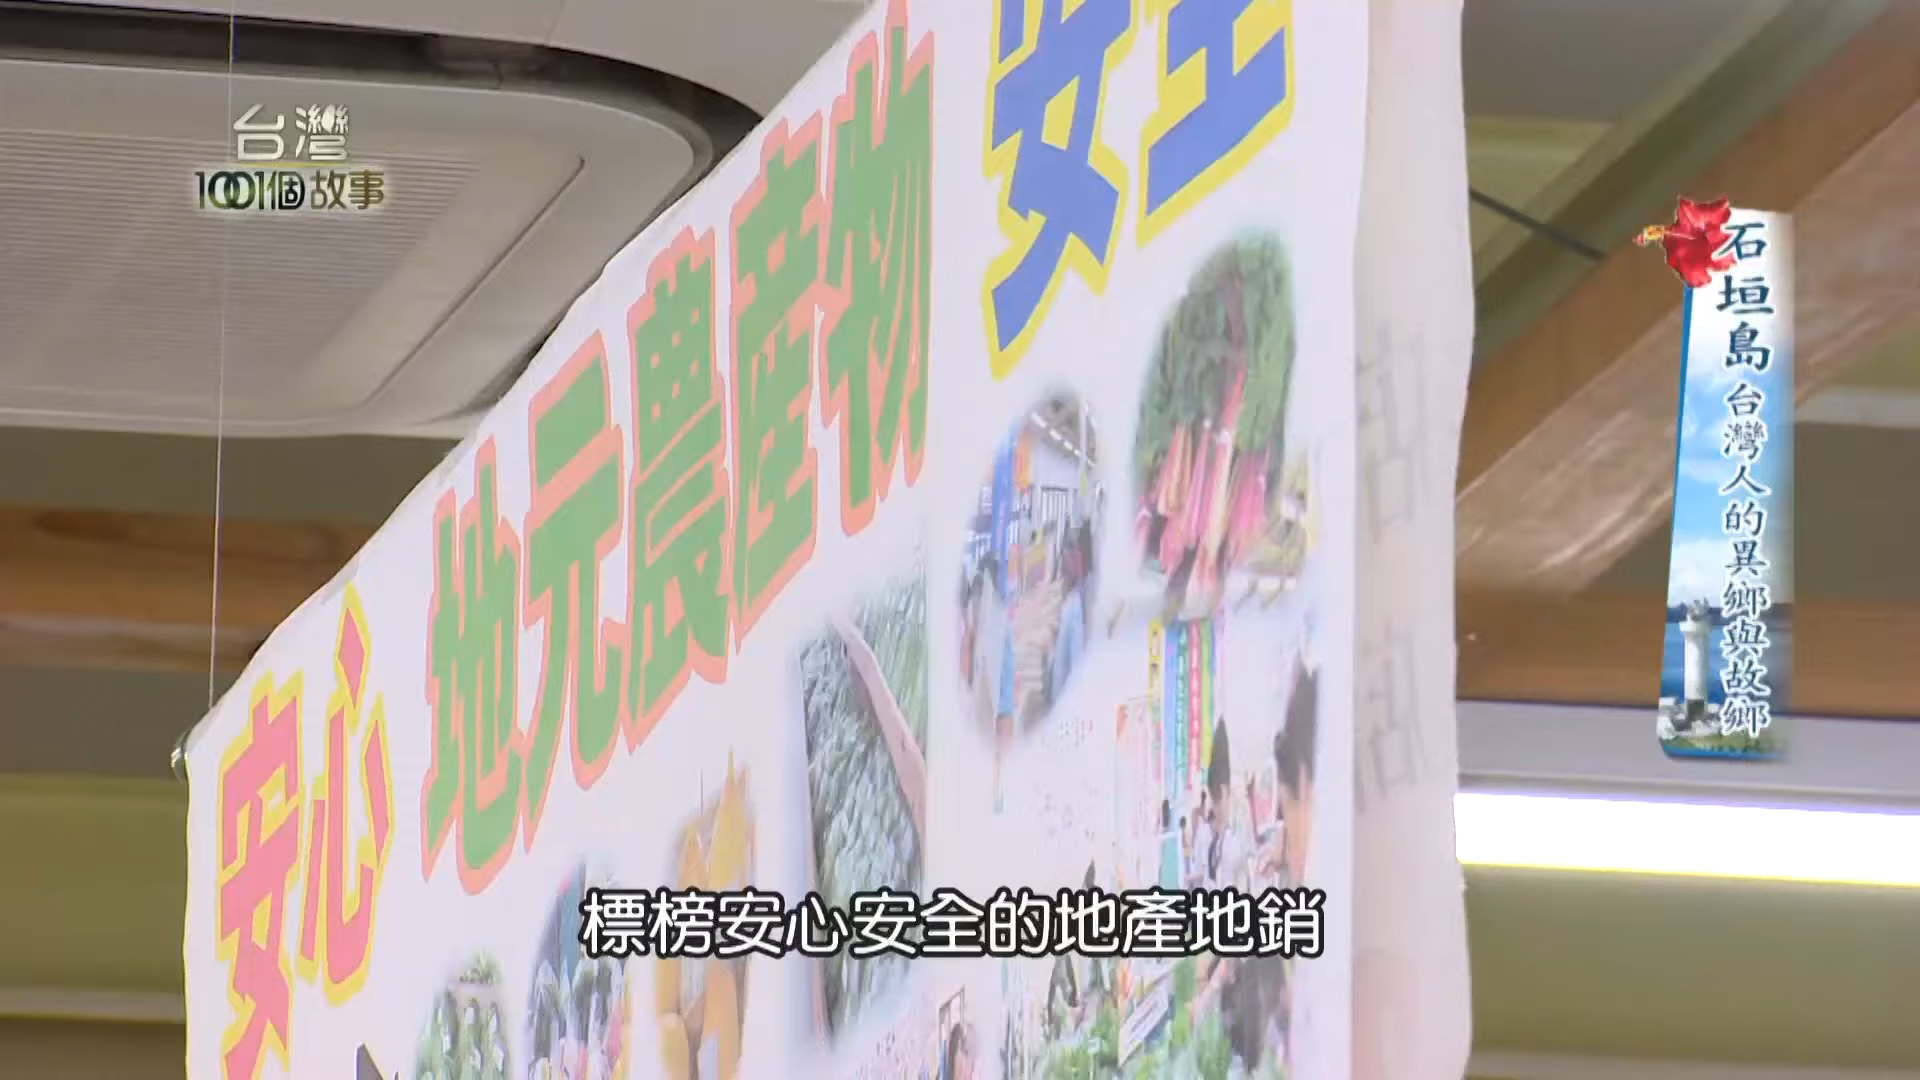 台灣
1001個故事
石垣島台灣人的異鄉與故鄉
安心
地元農産物
安全
標榜安心安全的地產地銷